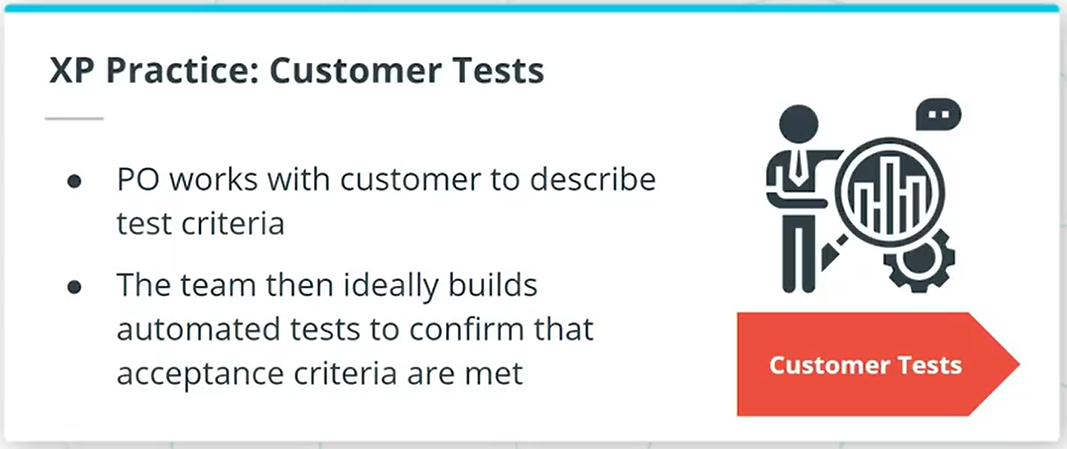 XP Practice: Customer Tests
● PO works with customer to describe
test criteria
● The team then ideally builds
automated tests to confirm that
acceptance criteria are met
Customer Tests